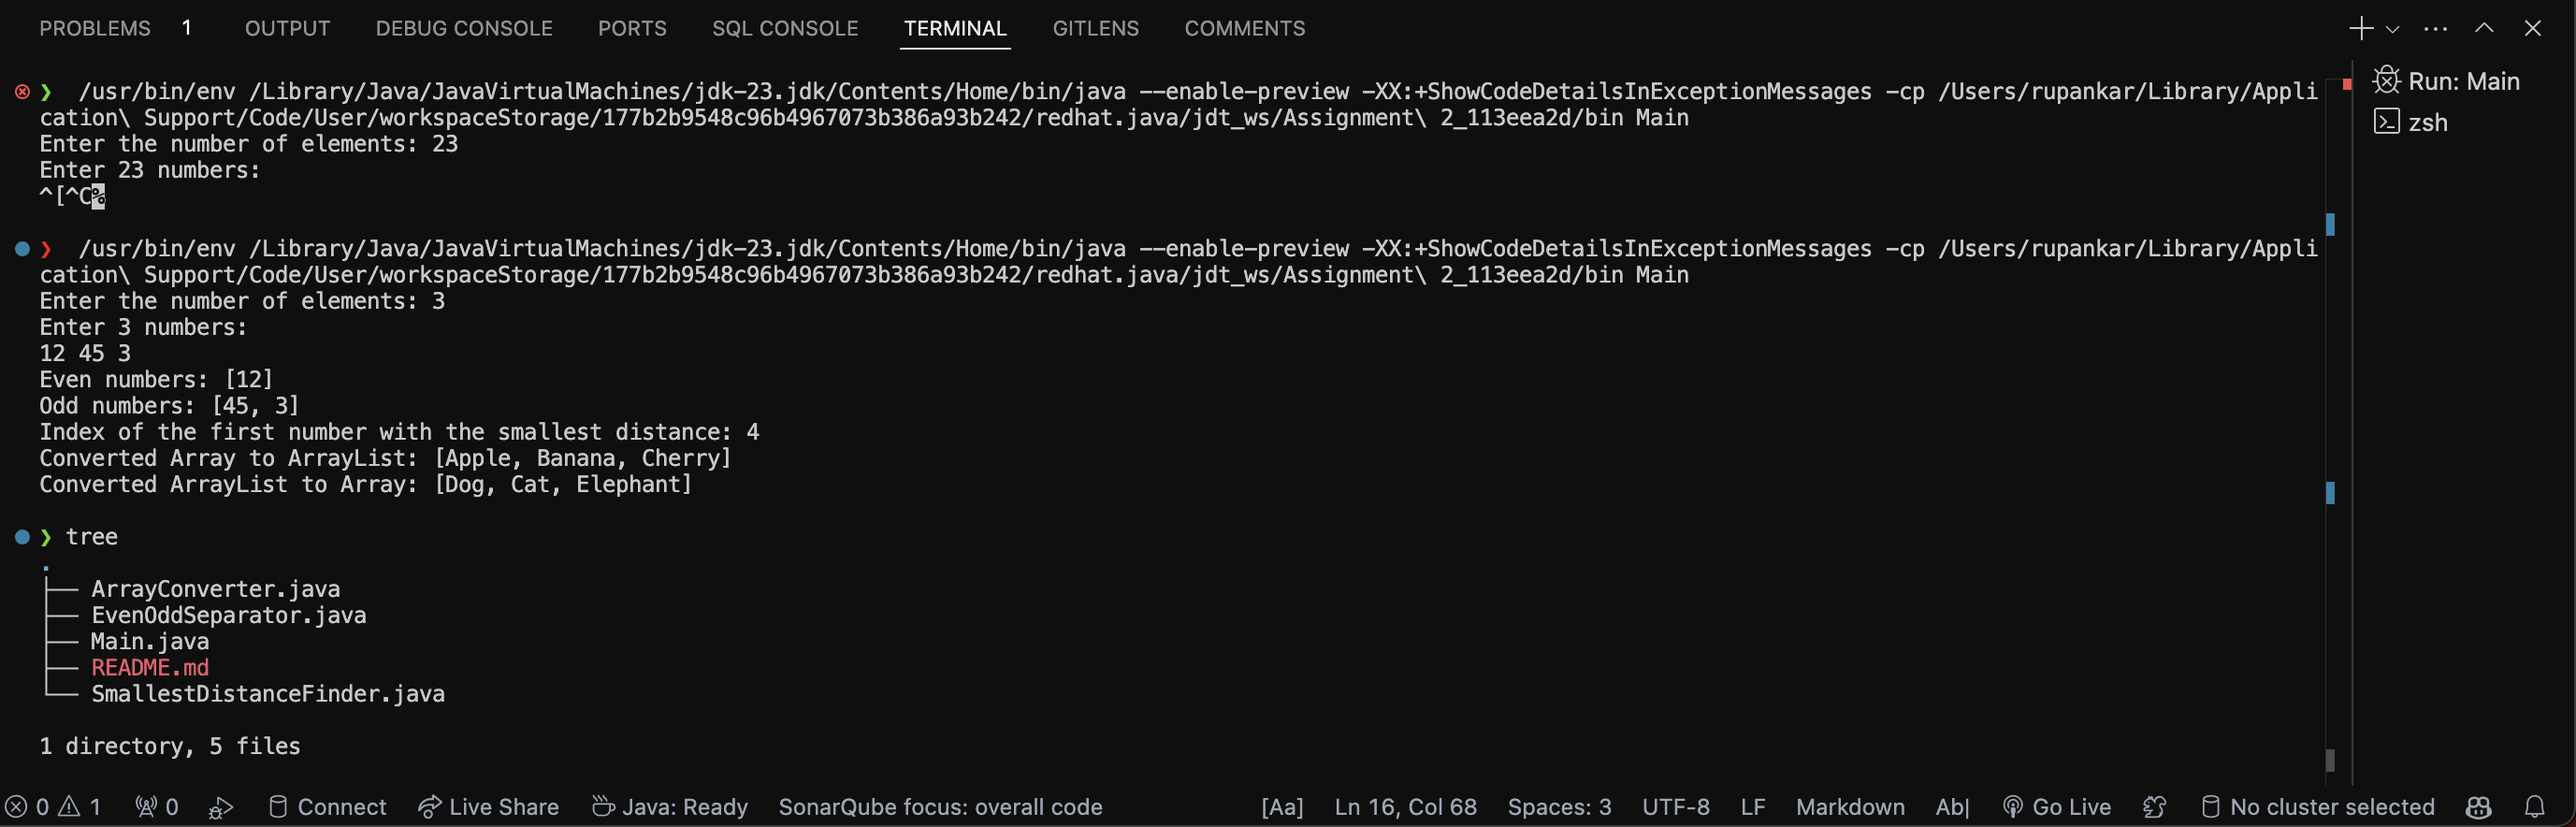 PROBLEMS 1 OUTPUT DEBUG CONSOLE PORTS SQL CONSOLE TERMINAL GITLENS COMMENTS
❯ /usr/bin/env /Library/Java/JavaVirtualMachines/jdk-23.jdk/Contents/Home/bin/java --enable-preview -XX:+ShowCodeDetailsInExceptionMessages -cp /Users/rupankar/Library/Appli
cation\ Support/Code/User/workspaceStorage/177b2b9548c96b4967073b386a93b242/redhat.java/jdt_ws/Assignment\ 2_113eea2d/bin Main
Enter the number of elements: 23
Enter 23 numbers:
^[^C%
❯ /usr/bin/env /Library/Java/JavaVirtualMachines/jdk-23.jdk/Contents/Home/bin/java --enable-preview -XX:+ShowCodeDetailsInExceptionMessages -cp /Users/rupankar/Library/Appli
cation\ Support/Code/User/workspaceStorage/177b2b9548c96b4967073b386a93b242/redhat.java/jdt_ws/Assignment\ 2_113eea2d/bin Main
Enter the number of elements: 3
Enter 3 numbers:
12 45 3
Even numbers: [12]
Odd numbers: [45, 3]
Index of the first number with the smallest distance: 4
Converted Array to ArrayList: [Apple, Banana, Cherry]
Converted ArrayList to Array: [Dog, Cat, Elephant]
❯ tree
.
├── ArrayConverter.java
├── EvenOddSeparator.java
├── Main.java
├── README.md
└── SmallestDistanceFinder.java
1 directory, 5 files
Run: Main
zsh
0 1 0 Connect Live Share Java: Ready SonarQube focus: overall code [Aa] Ln 16, Col 68 Spaces: 3 UTF-8 LF Markdown Ab| Go Live No cluster selected